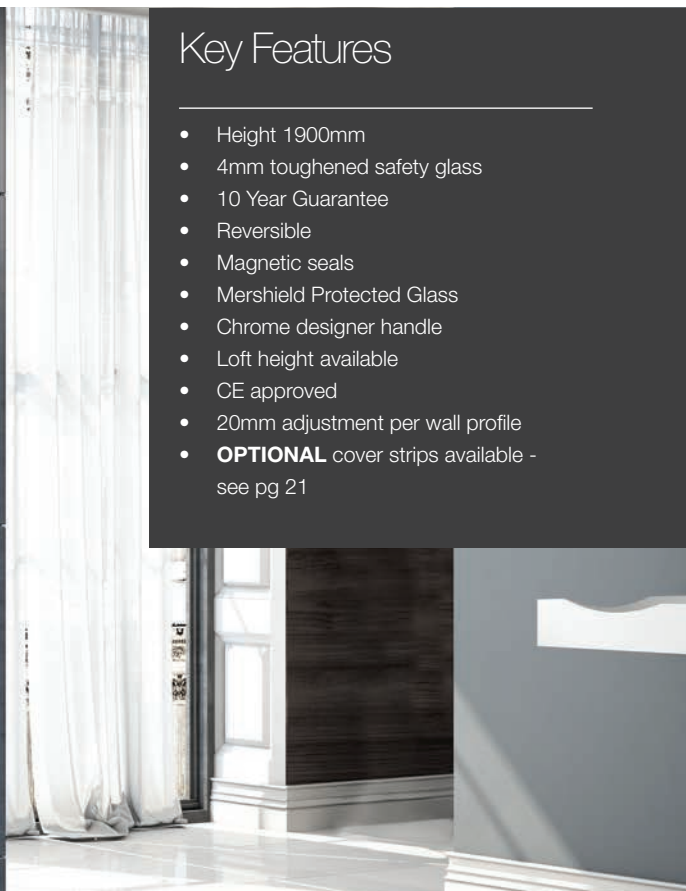 Key Features
• Height 1900mm
• 4mm toughened safety glass
• 10 Year Guarantee
• Reversible
• Magnetic seals
• Mershield Protected Glass
• Chrome designer handle
• Loft height available
• CE approved
• 20mm adjustment per wall profile
• OPTIONAL cover strips available -
see pg 21